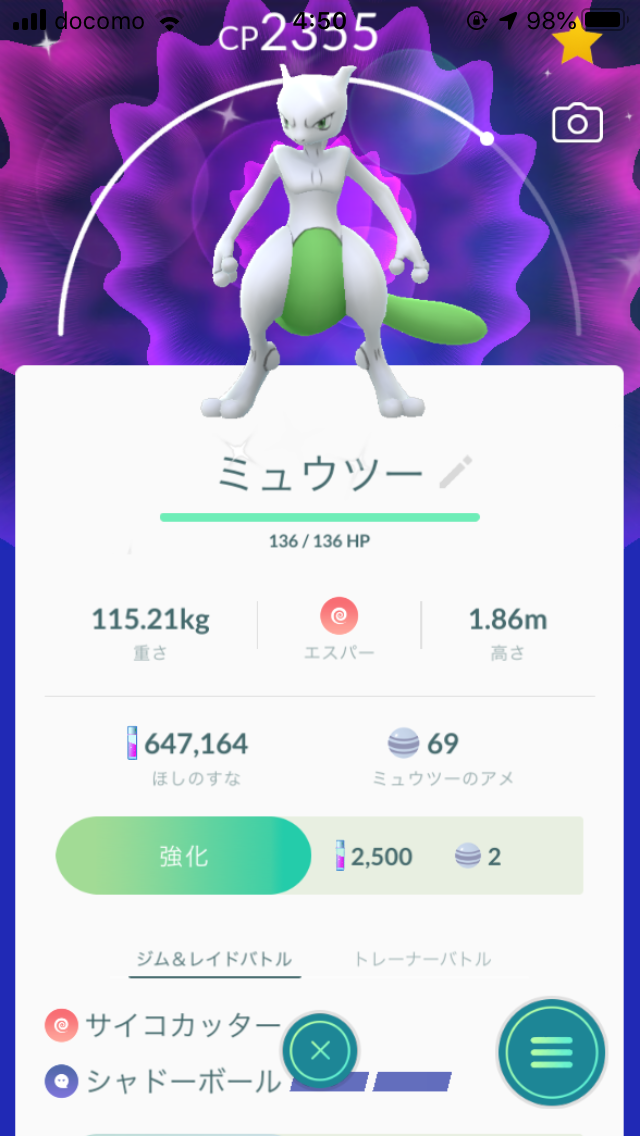 docomo 4:50 98%
CP2355
ミュウツー
136 / 136 HP
115.21kg 1.86m
重さ エスパー 高さ
647,164 69
ほしのすな ミュウツーのアメ
強化 2,500 2
ジム＆レイドバトル トレーナーバトル
サイコカッター
シャドーボール